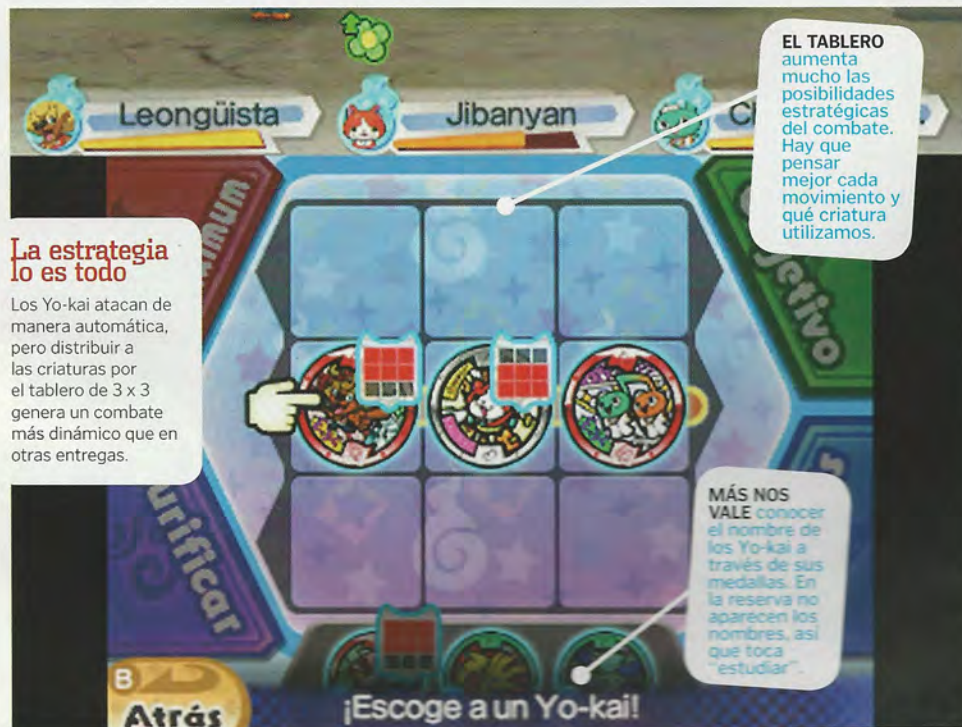 Leongüista
Jibanyan
EL TABLERO
aumenta
mucho las
posibilidades
estratégicas
del combate.
Hay que
pensar
mejor cada
movimiento y
qué criatura
utilizamos.
La estrategia
lo es todo
Los Yo-kai atacan de
manera automática,
pero distribuir a
las criaturas por
el tablero de 3 x 3
genera un combate
más dinámico que en
otras entregas.
MÁS NOS
VALE conocer
el nombre de
los Yo-kai a
través de sus
medallas. En
la reserva no
aparecen los
nombres, así
que toca
"estudiar".
B
Atrás
¡Escoge a un Yo-kai!